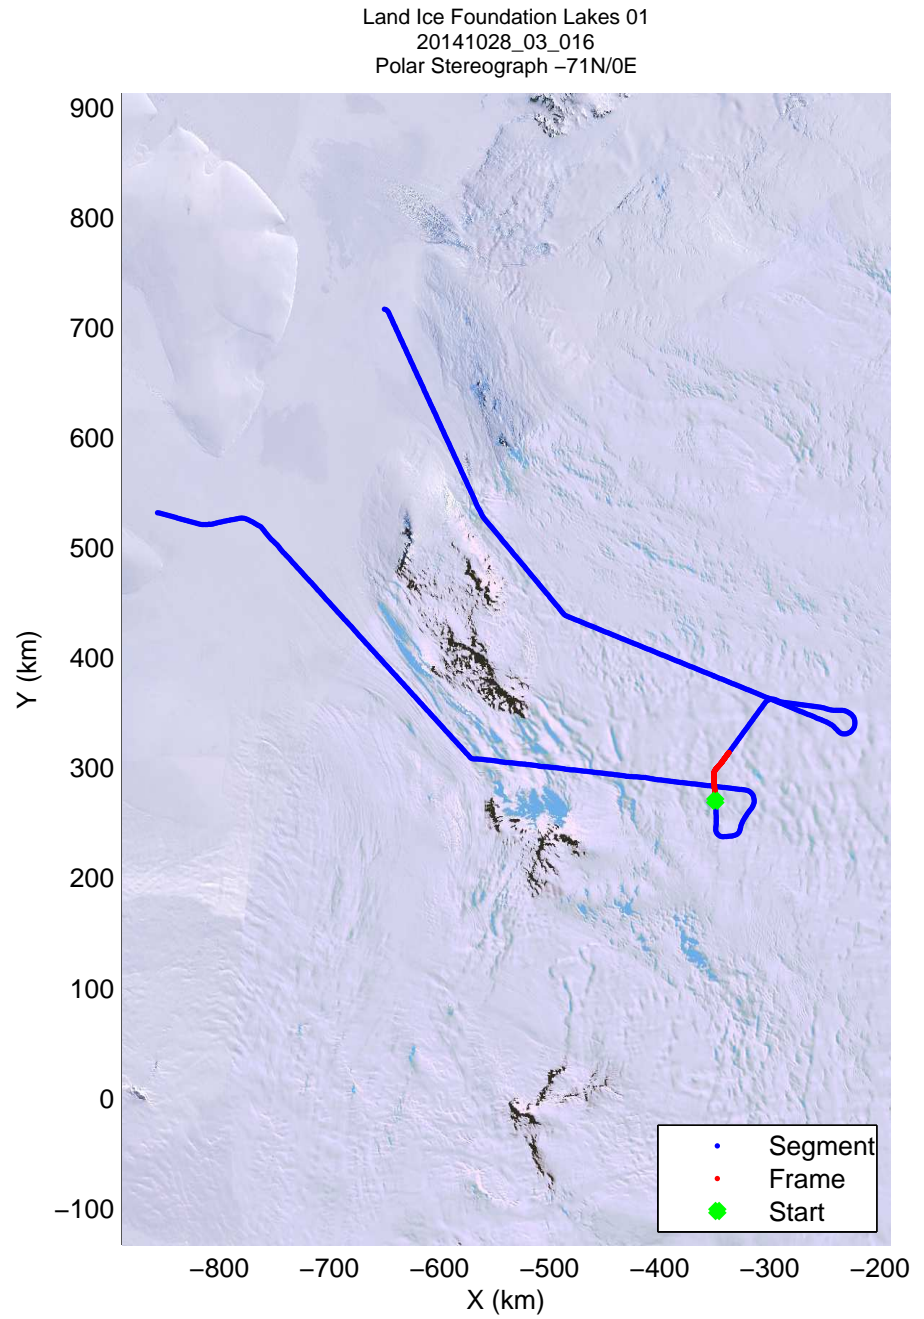 Land Ice Foundation Lakes 01
20141028_03_016
Polar Stereograph −71N/0E
900
800
700
600
500
400
300
200
100
0
−100
Y (km)
−800
−700
−600
−500
−400
−300
−200
X (km)
Segment
Frame
Start